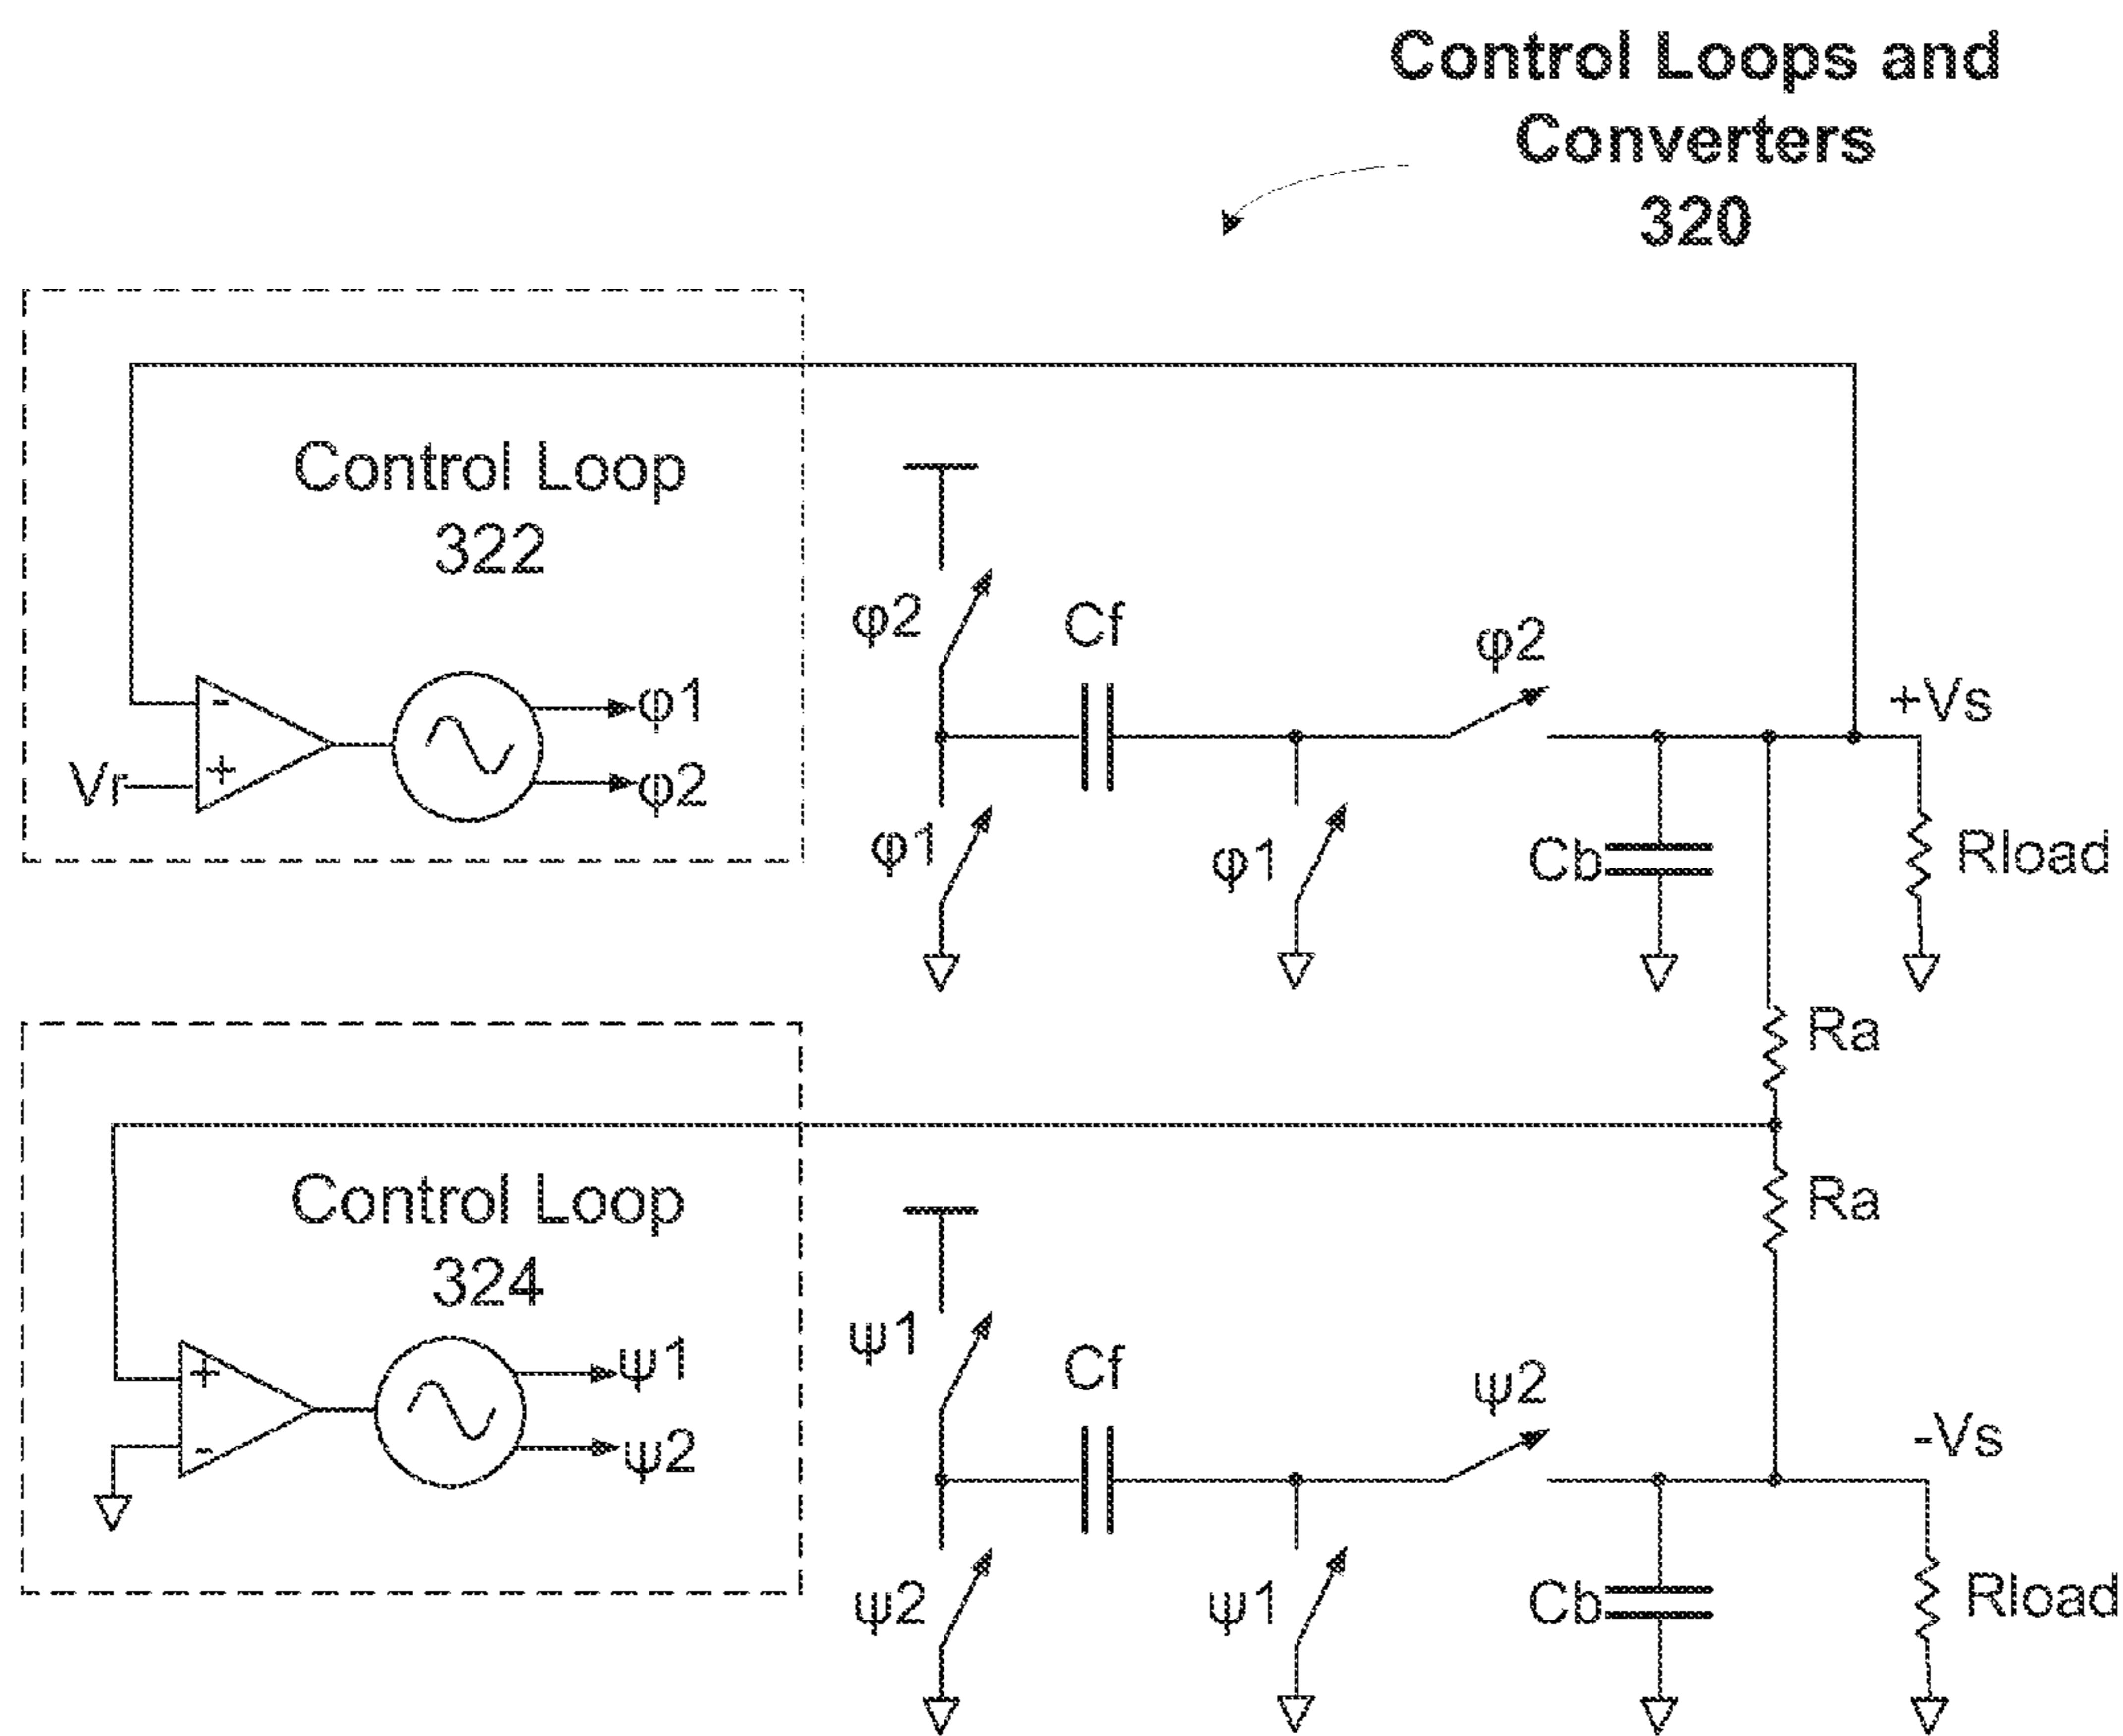 Control Loops and
Converters
320
Control Loop
322
φ2
Cf
φ2
+Vs
-
φ1
Vr
+
φ2
φ1
φ1
Cb
Rload
Ra
Control Loop
324
Ra
ψ1
Cf
ψ2
+
ψ1
-
ψ2
-Vs
ψ2
ψ1
Cb
Rload